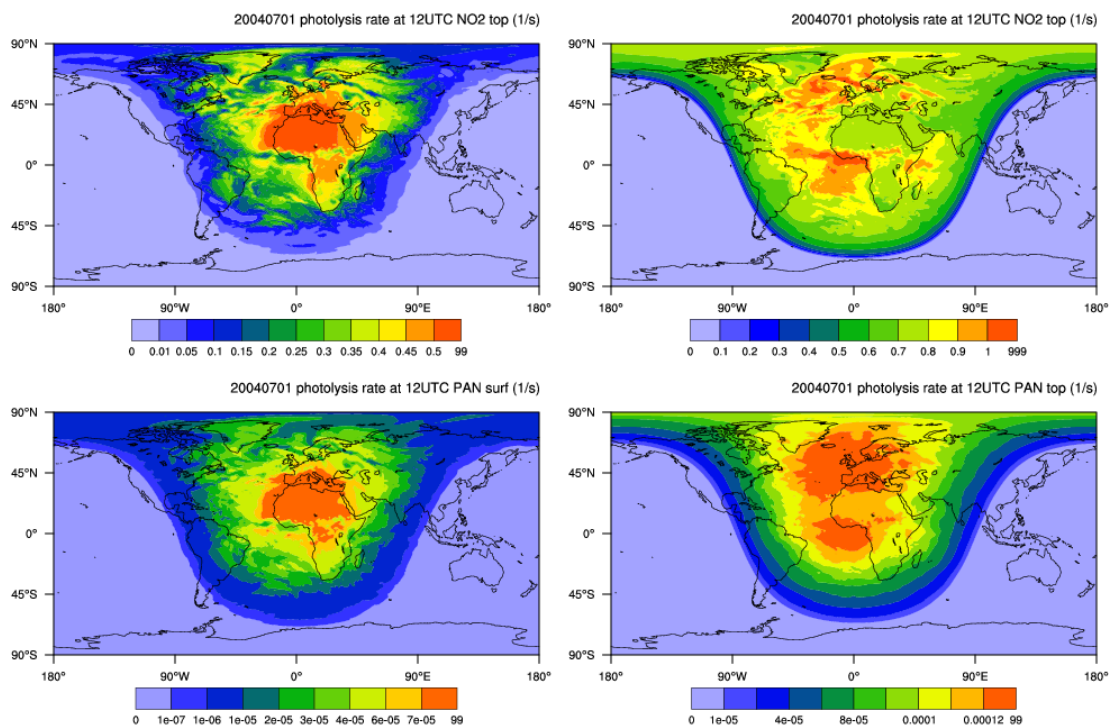 20040701 photolysis rate at 12UTC NO2 top (1/s)
90°N
45°N
0°
45°S
90°S
180°
90°W
0°
90°E
180°
0 0.01 0.05 0.1 0.15 0.2 0.25 0.3 0.35 0.4 0.45 0.5 99
20040701 photolysis rate at 12UTC NO2 top (1/s)
90°N
45°N
0°
45°S
90°S
180°
90°W
0°
90°E
180°
0 0.1 0.2 0.3 0.4 0.5 0.6 0.7 0.8 0.9 1 999
20040701 photolysis rate at 12UTC PAN surf (1/s)
90°N
45°N
0°
45°S
90°S
180°
90°W
0°
90°E
180°
0 1e-07 1e-06 1e-05 2e-05 3e-05 4e-05 6e-05 7e-05 99
20040701 photolysis rate at 12UTC PAN top (1/s)
90°N
45°N
0°
45°S
90°S
180°
90°W
0°
90°E
180°
0 1e-05 4e-05 8e-05 0.0001 0.00012 99